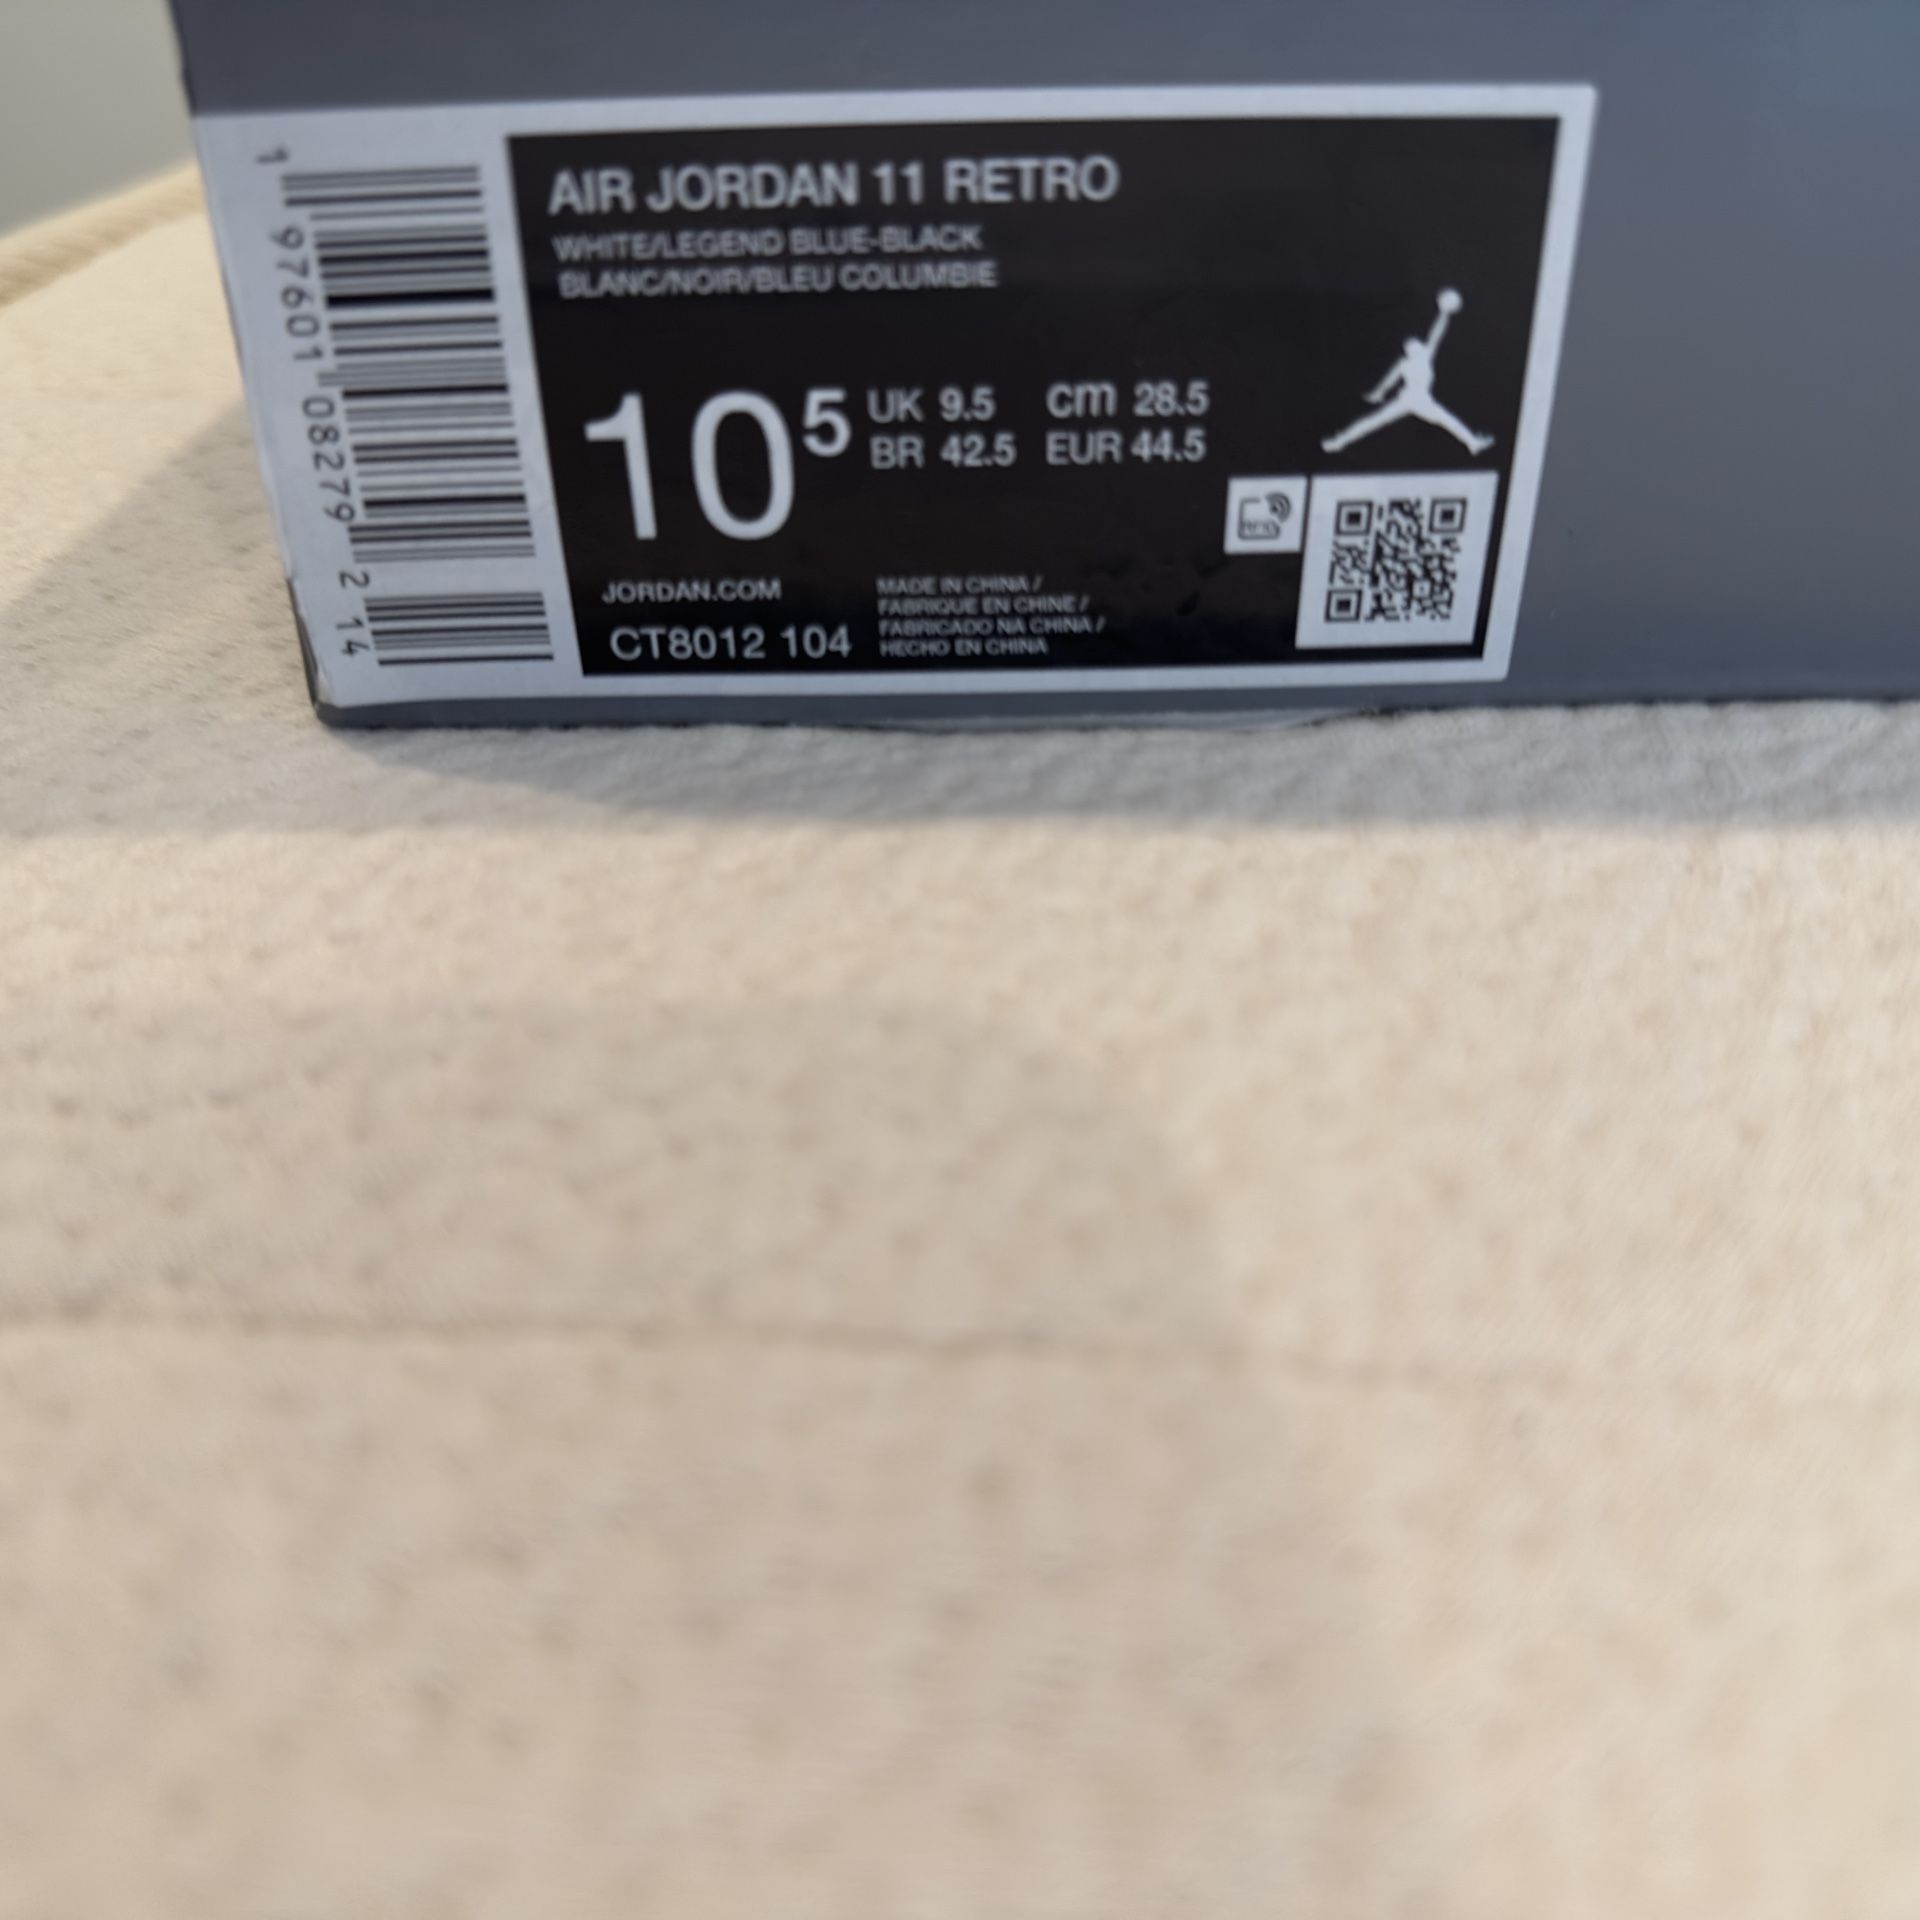 AIR JORDAN 11 RETRO
WHITE/LEGEND BLUE-BLACK
BLANC/NOIR/BLEU COLUMBIE
10 5
UK 9.5 cm 28.5
BR 42.5 EUR 44.5
RFID
JORDAN.COM
CT8012 104
MADE IN CHINA /
FABRIQUE EN CHINE /
FABRICADO NA CHINA /
HECHO EN CHINA
1 97601 08279 2 14